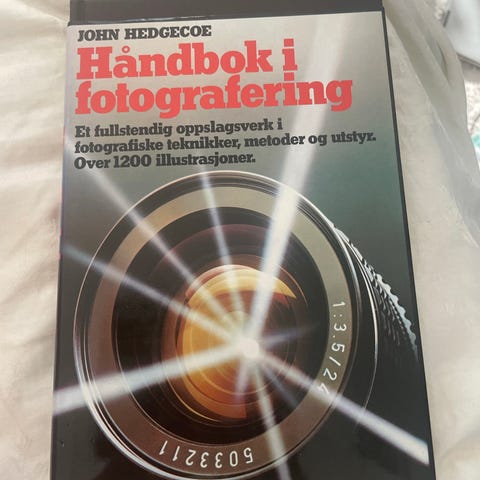 JOHN HEDGECOE
Håndbok i
fotografering
Et fullstendig oppslagsverk i
fotografiske teknikker, metoder og utstyr.
Over 1200 illustrasjoner.
1:3.5/24
5033211